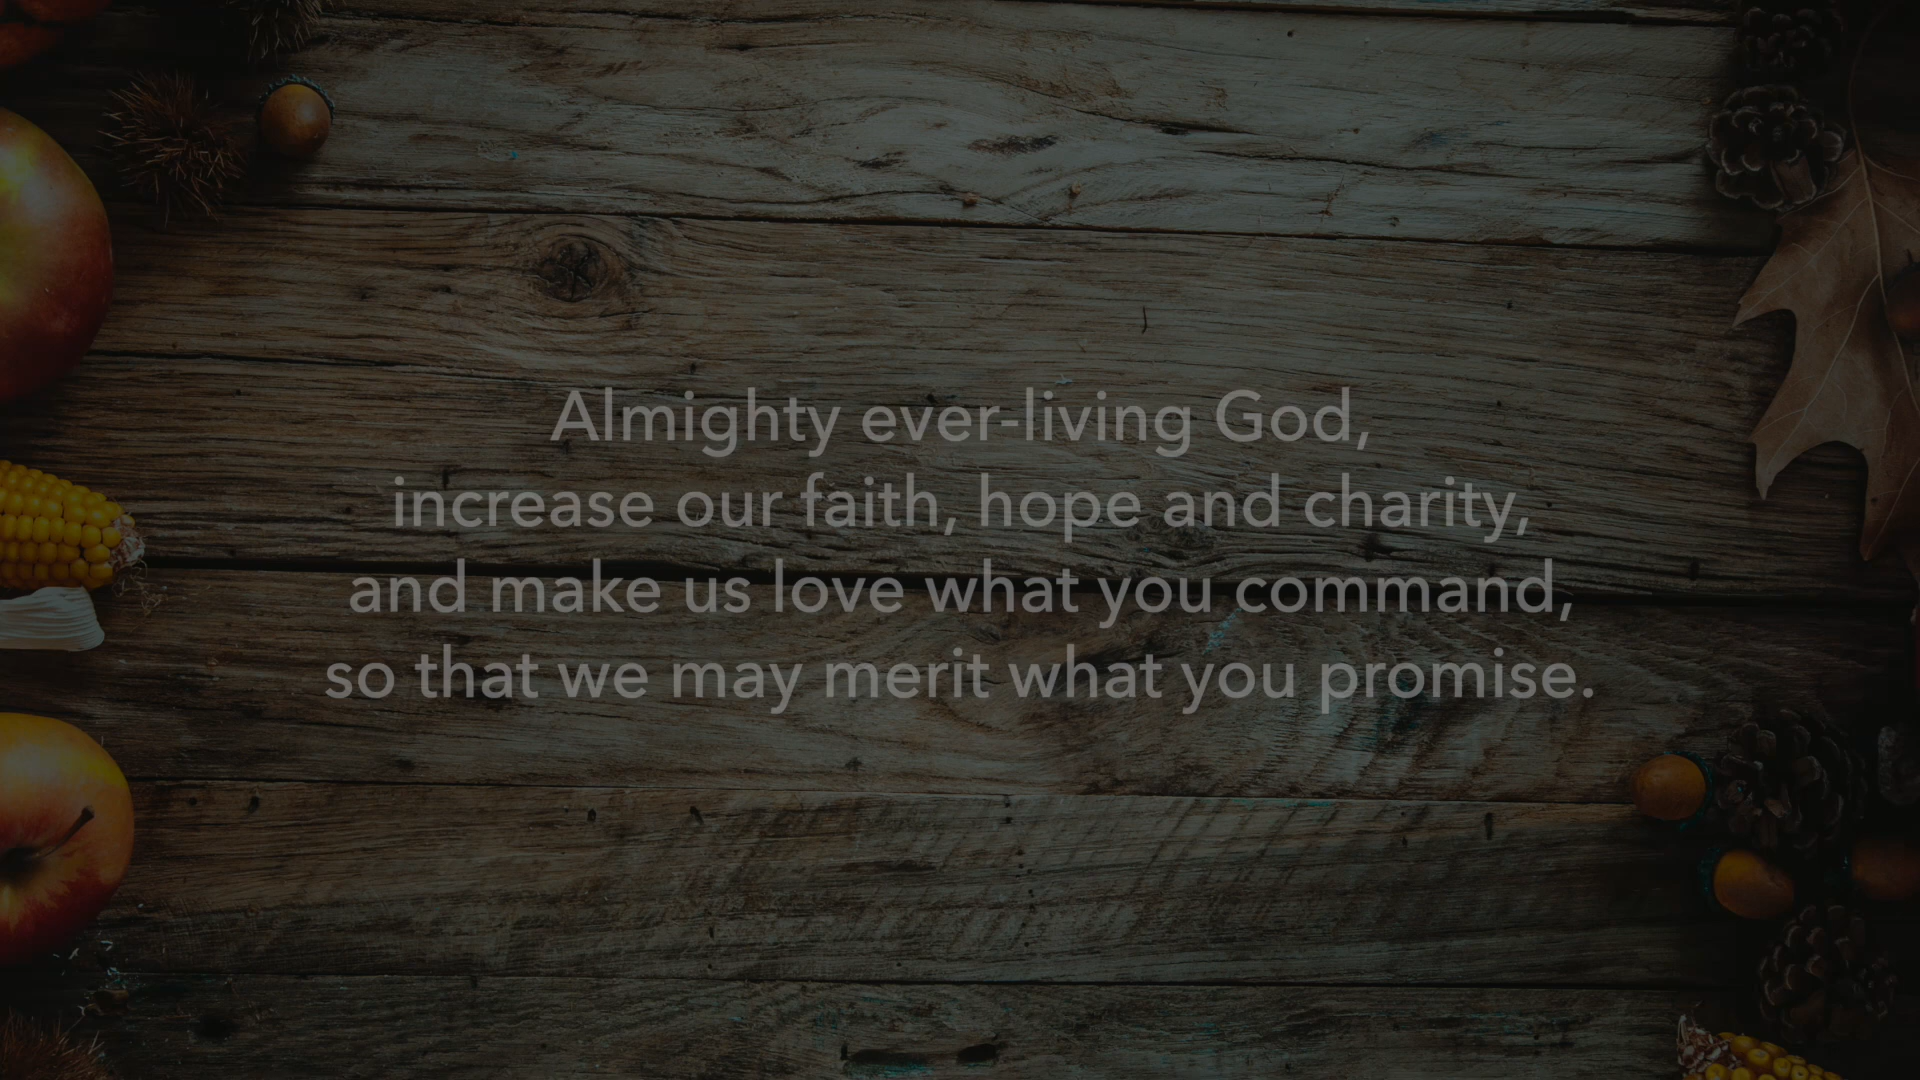 Almighty ever-living God,
increase our faith, hope and charity,
and make us love what you command,
so that we may merit what you promise.